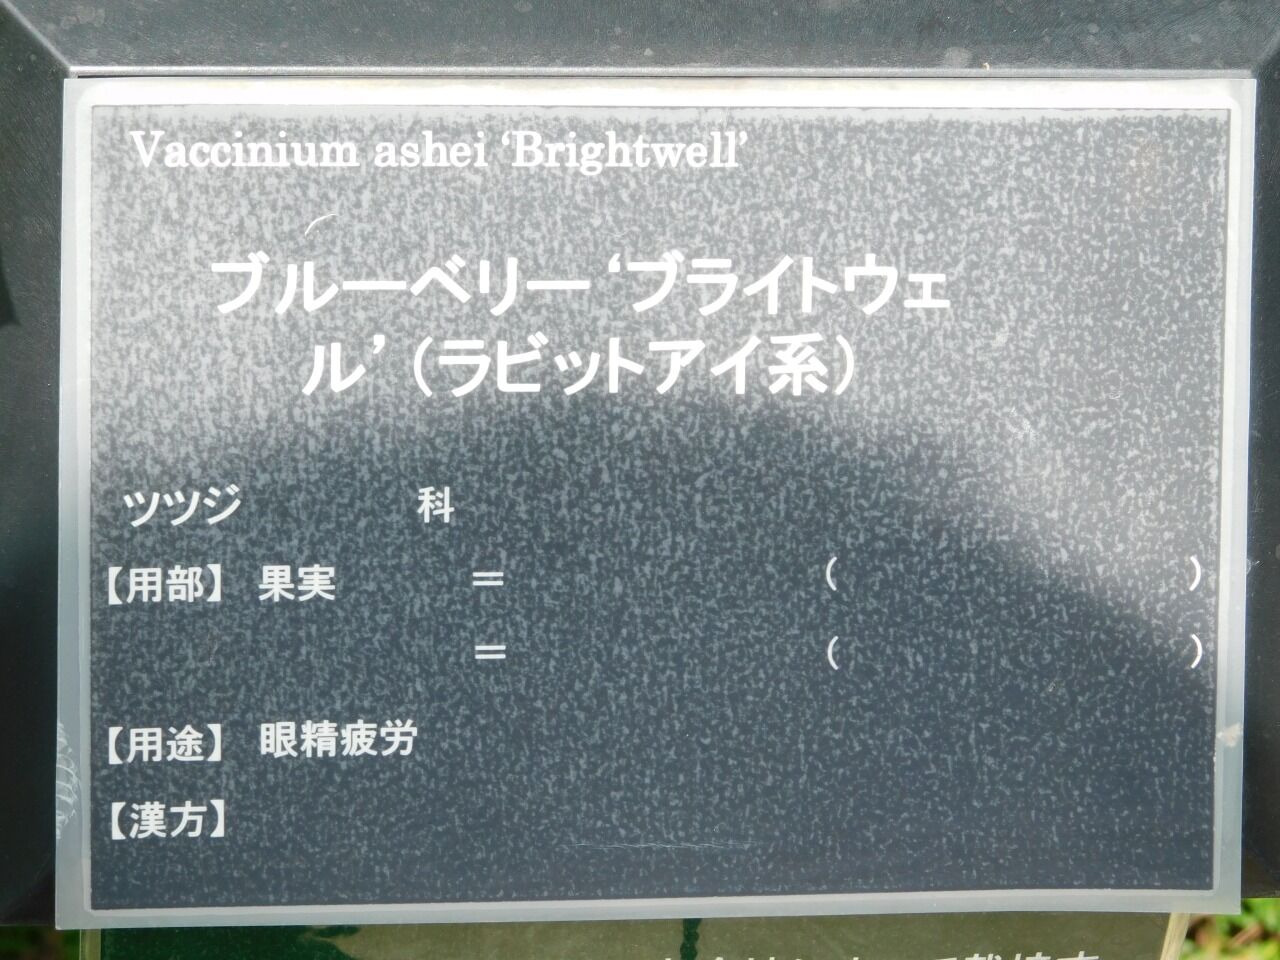 Vaccinium ashei ‘Brightwell’
ブルーベリー‘ブライトウェ
ル’（ラビットアイ系）
ツツジ 科
【用部】 果実 ＝ （ ）
＝ （ ）
【用途】 眼精疲労
【漢方】